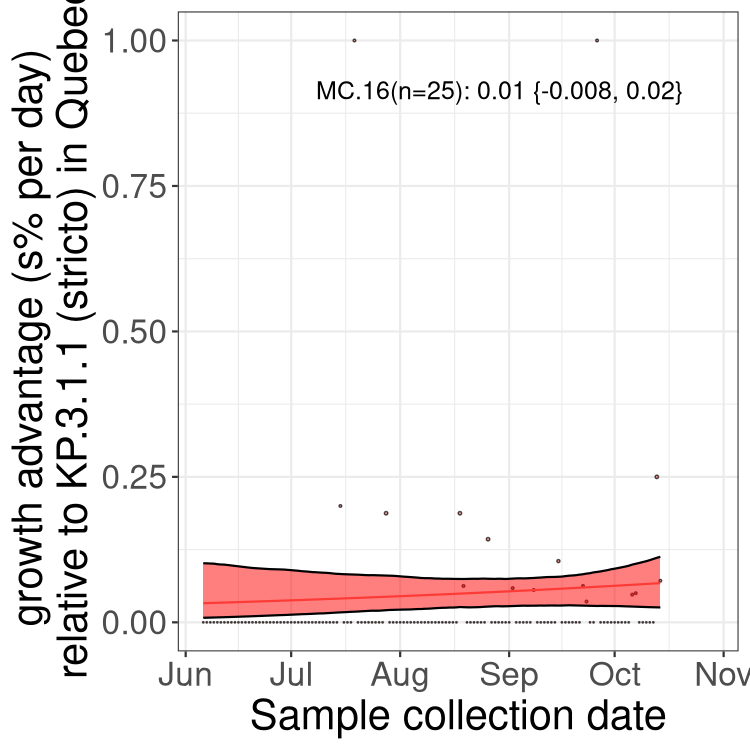 growth advantage (s% per day)
relative to KP.3.1.1 (stricto) in Quebec
1.00
0.75
0.50
0.25
0.00
MC.16(n=25): 0.01 {-0.008, 0.02}
Jun Jul Aug Sep Oct Nov
Sample collection date